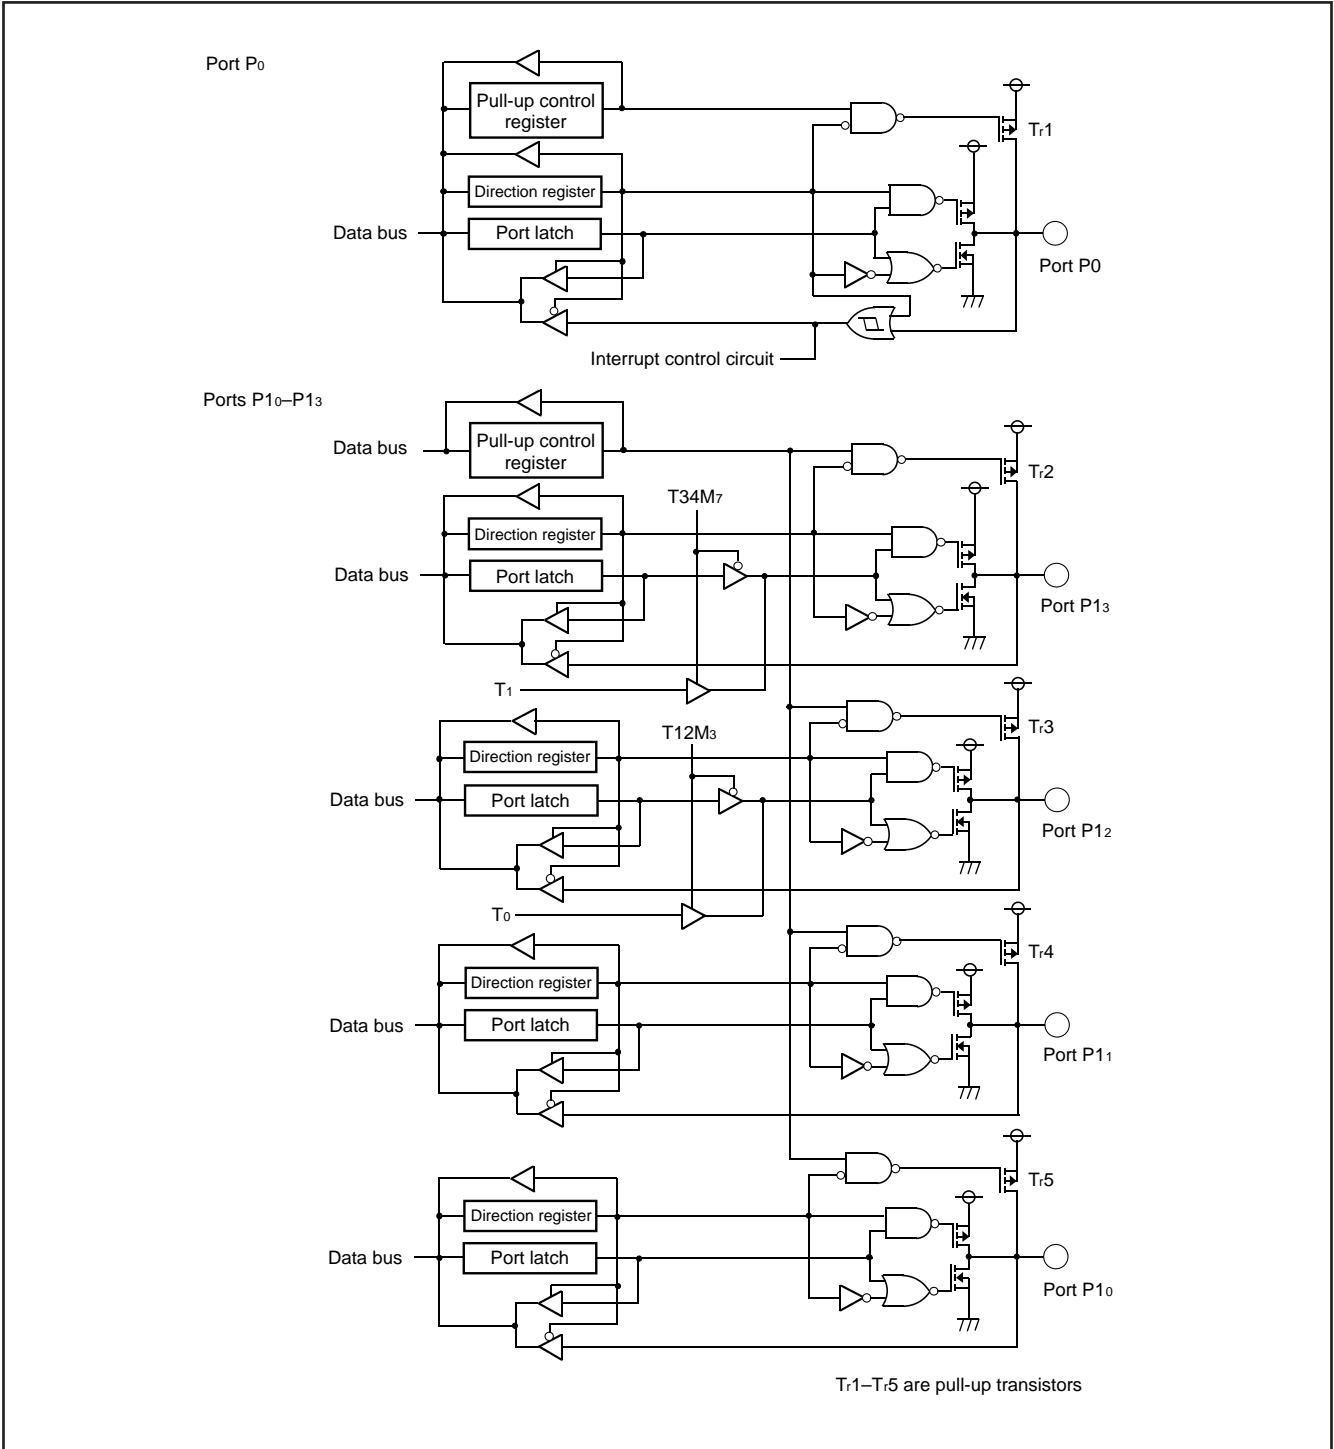 Port P0
Pull-up control
register
Tr1
Direction register
Data bus
Port latch
Port P0
Interrupt control circuit
Ports P10–P13
Data bus
Pull-up control
register
Tr2
T34M7
Direction register
Data bus
Port latch
Port P13
T1
T12M3
Tr3
Direction register
Data bus
Port latch
Port P12
T0
Tr4
Direction register
Data bus
Port latch
Port P11
Tr5
Direction register
Data bus
Port latch
Port P10
Tr1–Tr5 are pull-up transistors